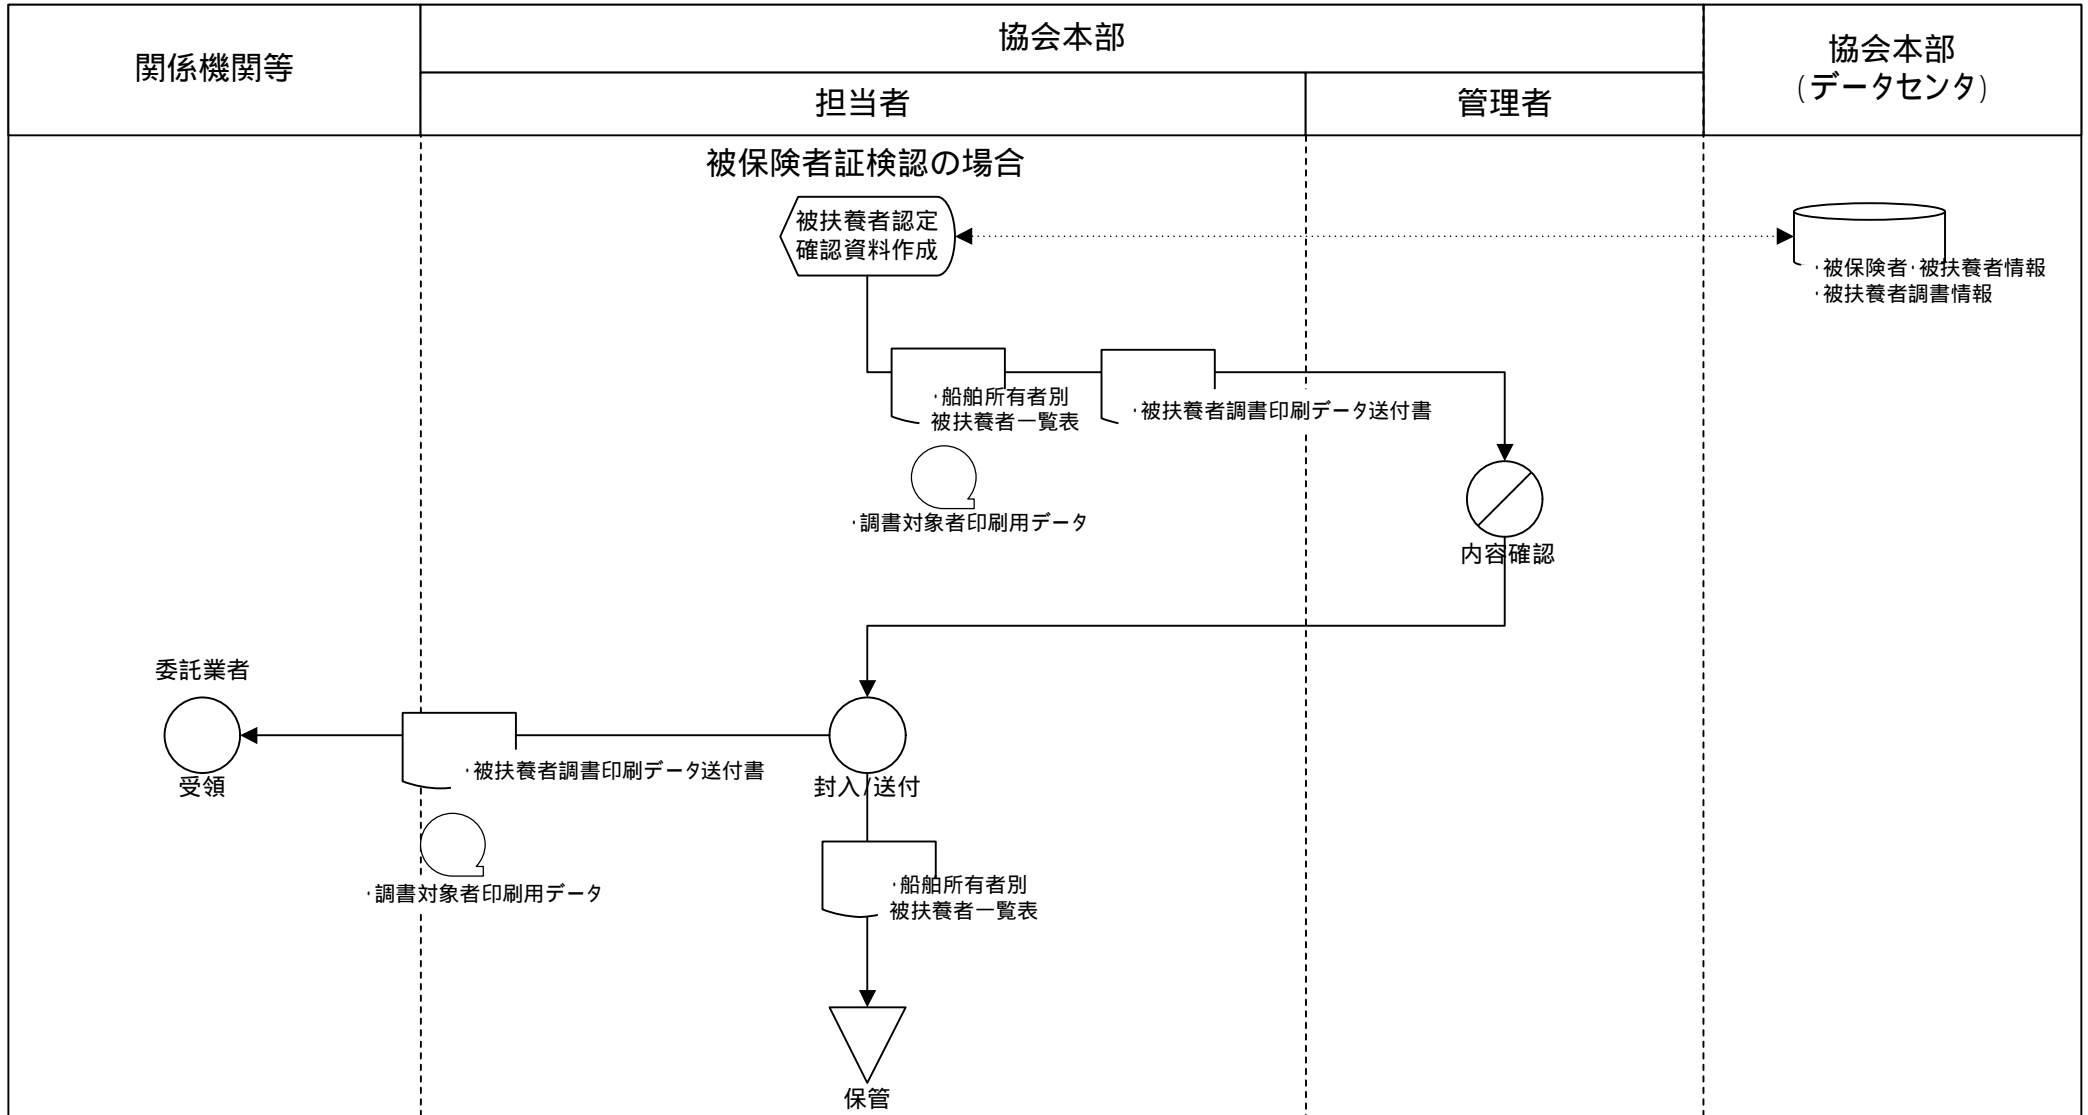 関係機関等
協会本部
担当者
管理者
協会本部
(データセンタ)
被保険者証検認の場合
被扶養者認定
確認資料作成
･被保険者･被扶養者情報
･被扶養者調書情報
･船舶所有者別
被扶養者一覧表
･被扶養者調書印刷データ送付書
･調書対象者印刷用データ
内容確認
委託業者
受領
･被扶養者調書印刷データ送付書
封入/送付
･調書対象者印刷用データ
･船舶所有者別
被扶養者一覧表
保管